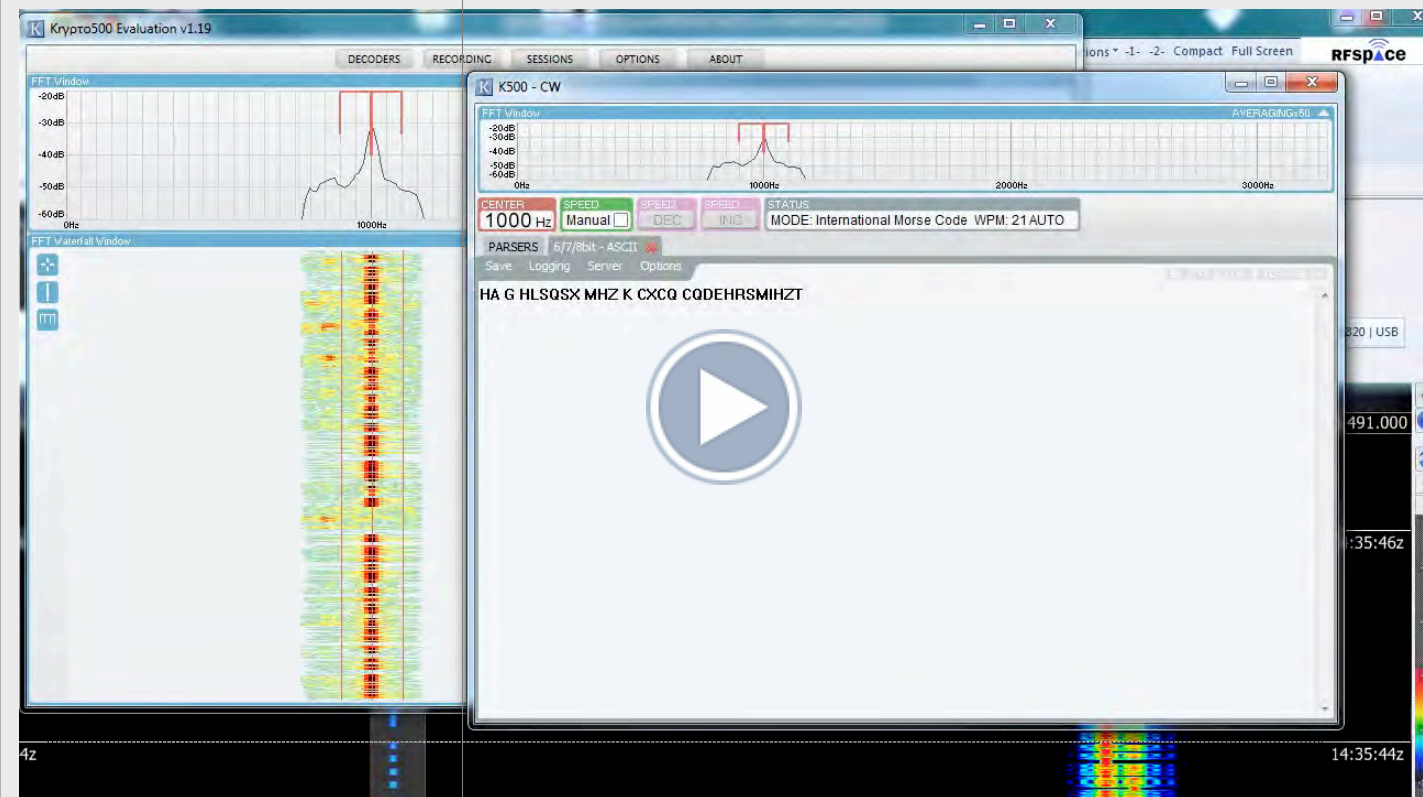 Krypto500 Evaluation v1.19
DECODERS RECORDING SESSIONS OPTIONS ABOUT
-1- -2- Compact Full Screen
RFSPACE
FFT Window
-20dB
-30dB
-40dB
-50dB
-60dB
0Hz 1000Hz
FFT Waterfall Window
K500 - CW
FFT Window AVERAGING:50
-20dB
-30dB
-40dB
-50dB
-60dB
0Hz 1000Hz 2000Hz 3000Hz
CENTER SPEED SPEED SPEED STATUS
1000 Hz Manual DEC INC MODE: International Morse Code WPM: 21 AUTO
PARSERS 6/7/8bit - ASCII
Save Logging Server Options
HA G HLSQSX MHZ K CXCQ CQDEHRSMIHZT
320 | USB
491.000
:35:46z
4z 14:35:44z